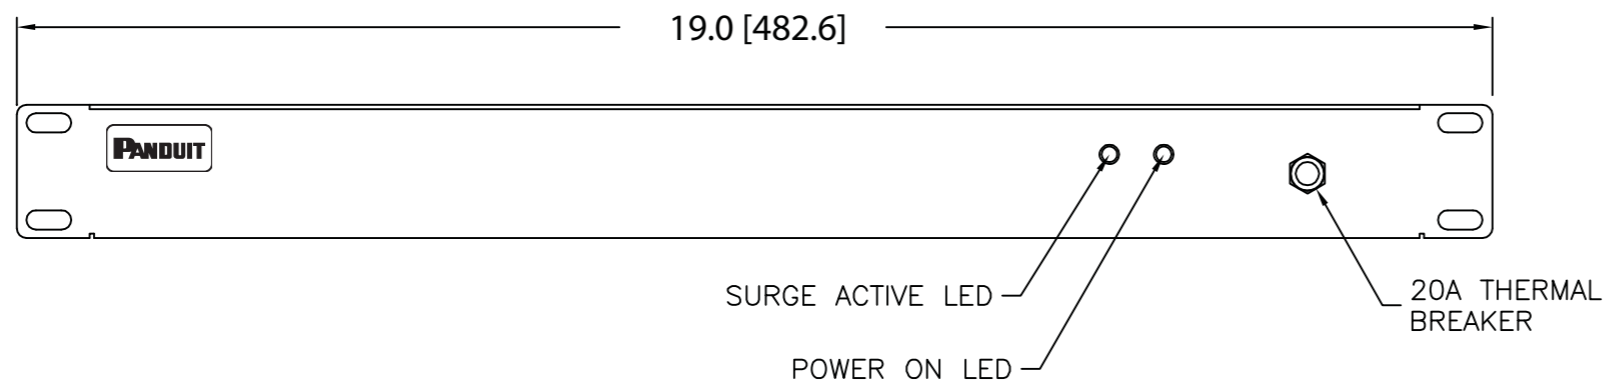 19.0 [482.6]
PANDUIT
SURGE ACTIVE LED
POWER ON LED
20A THERMAL
BREAKER